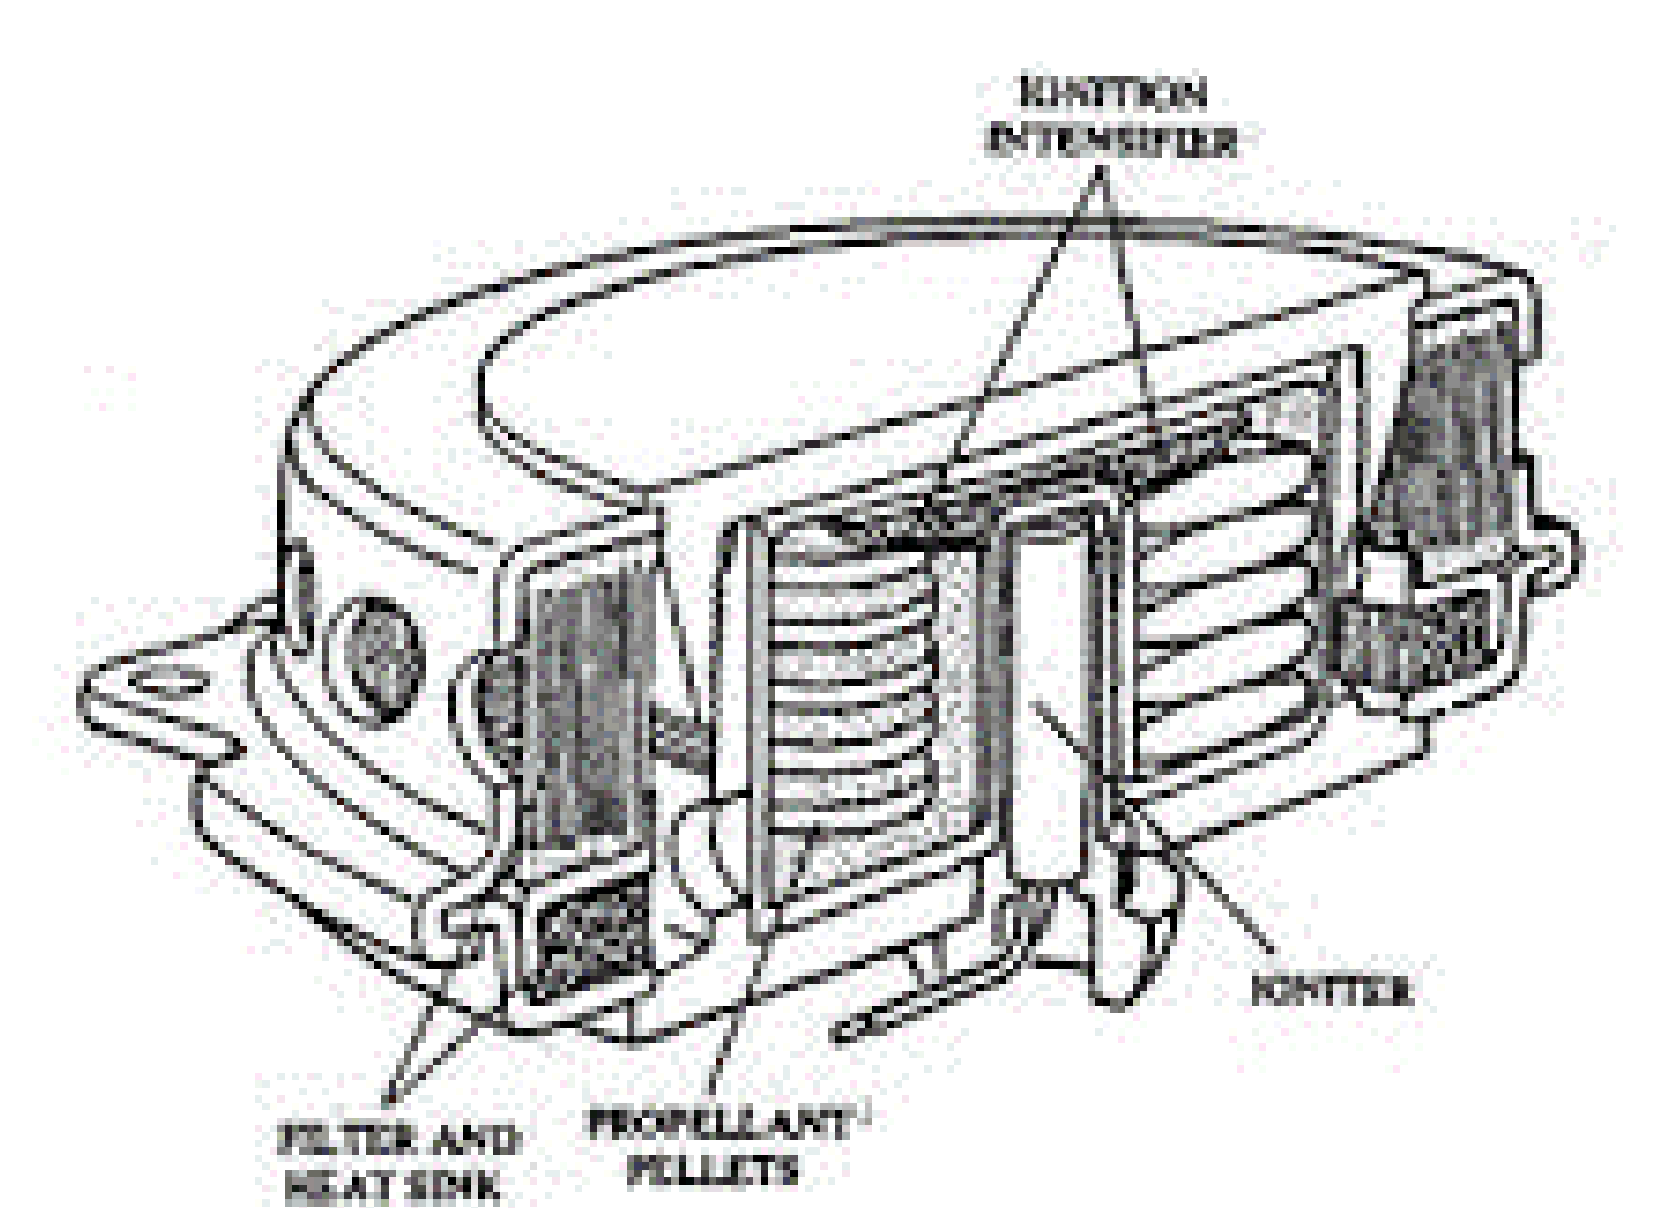 IGNITION
INTENSIFIER
IGNITER
FILTER AND
HEAT SINK
PROPELLANT
PELLETS